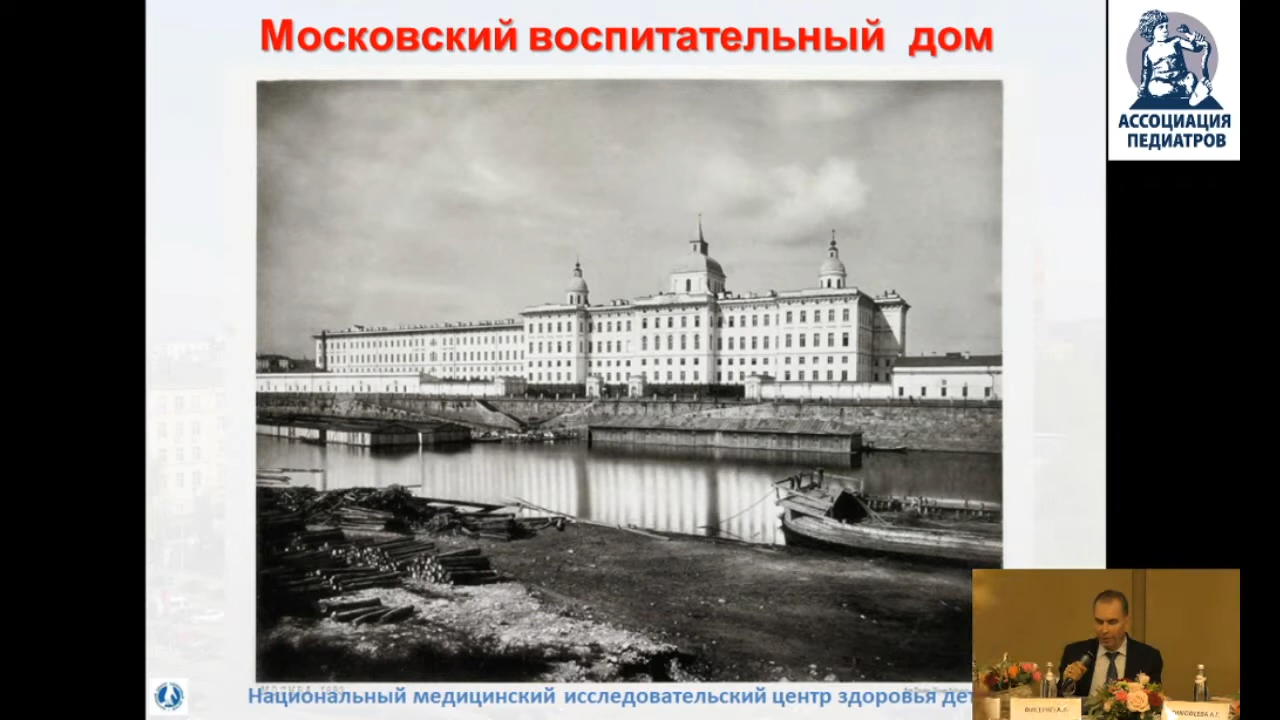 Московский воспитательный дом
АССОЦИАЦИЯ
ПЕДИАТРОВ
Национальный медицинский исследовательский центр здоровья дет